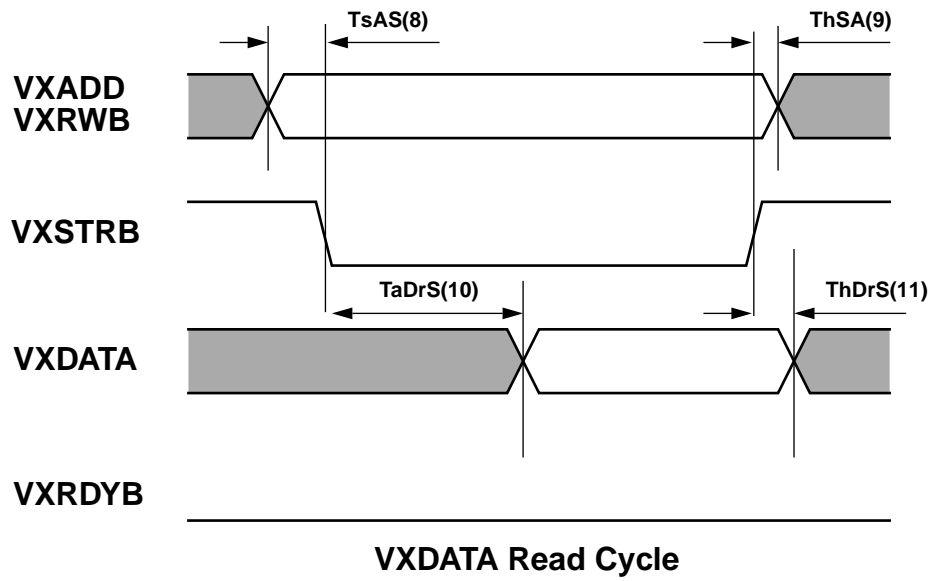 TsAS(8)
ThSA(9)
VXADD
VXRWB
VXSTRB
TaDrS(10)
ThDrS(11)
VXDATA
VXRDYB
VXDATA Read Cycle